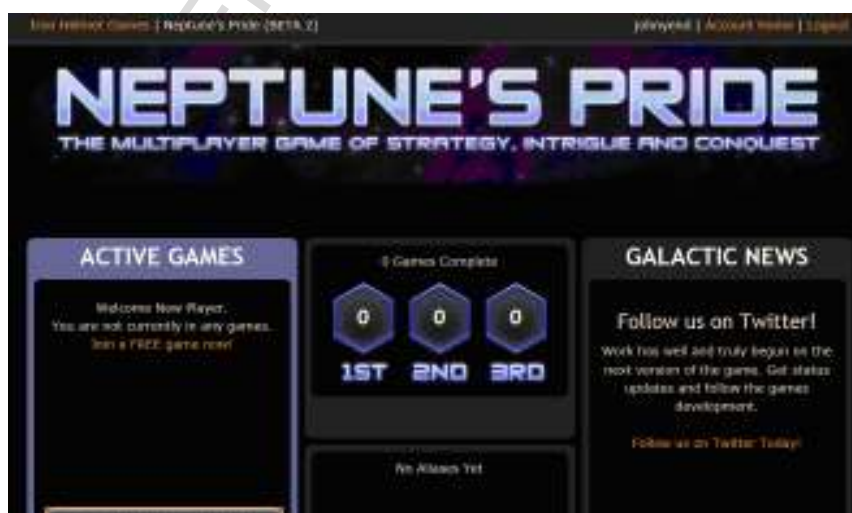 Iron Helmet Games | Neptune's Pride (BETA 2)
johnyend | Account Home | Logout
NEPTUNE'S PRIDE
THE MULTIPLAYER GAME OF STRATEGY, INTRIGUE AND CONQUEST
ACTIVE GAMES
Welcome New Player.
You are not currently in any games.
Join a FREE game now!
0 Games Complete
0 0 0
1ST 2ND 3RD
No Aliases Yet
GALACTIC NEWS
Follow us on Twitter!
Work has well and truly begun on the
next version of the game. Get status
updates and follow the games
development.
Follow us on Twitter Today!